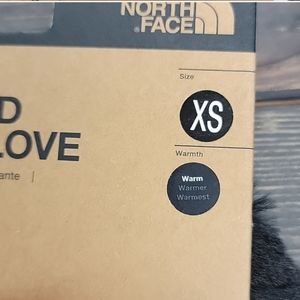 NORTH
FACE
Size
XS
D
LOVE
ante
Warmth
Warm
Warmer
Warmest